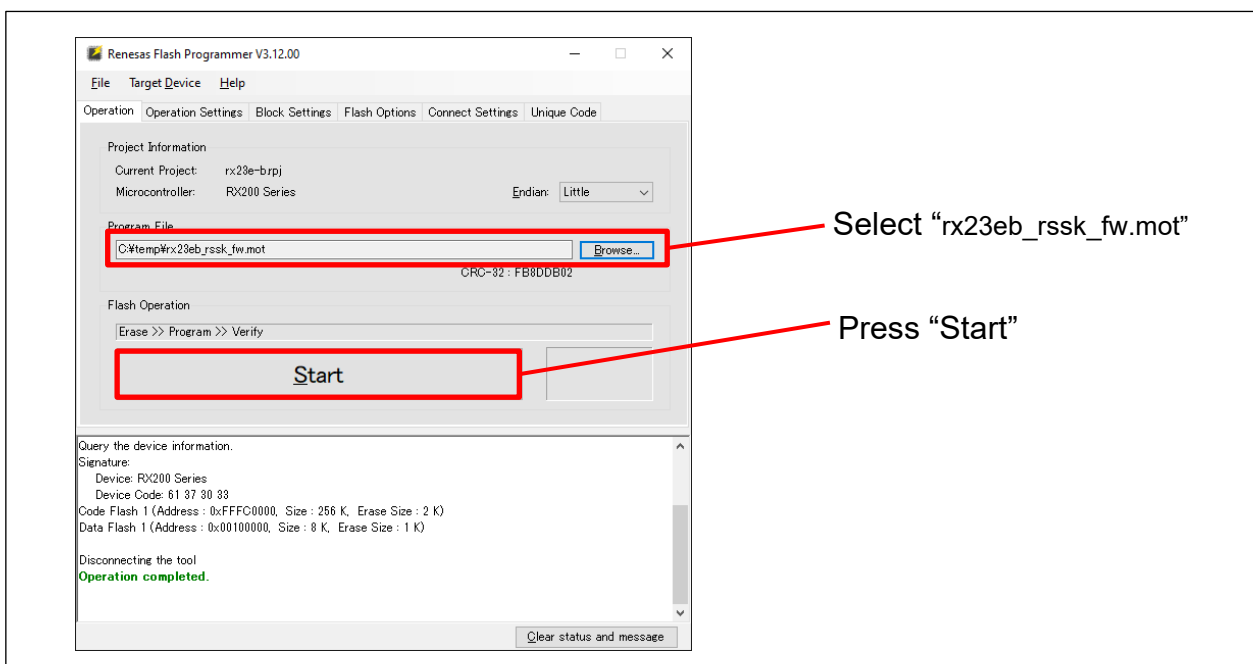 Renesas Flash Programmer V3.12.00
File Target Device Help
Operation Operation Settings Block Settings Flash Options Connect Settings Unique Code
Project Information
Current Project: rx23e-b.rpj
Microcontroller: RX200 Series Endian: Little
Program File
C:¥temp¥rx23eb_rssk_fw.mot Browse...
Select “rx23eb_rssk_fw.mot”
CRC-32 : FB8DDB02
Flash Operation
Erase >> Program >> Verify
Press “Start”
Start
Query the device information.
Signature:
Device: RX200 Series
Device Code: 61 37 30 33
Code Flash 1 (Address : 0xFFFC0000, Size : 256 K, Erase Size : 2 K)
Data Flash 1 (Address : 0x00100000, Size : 8 K, Erase Size : 1 K)
Disconnecting the tool
Operation completed.
Clear status and message